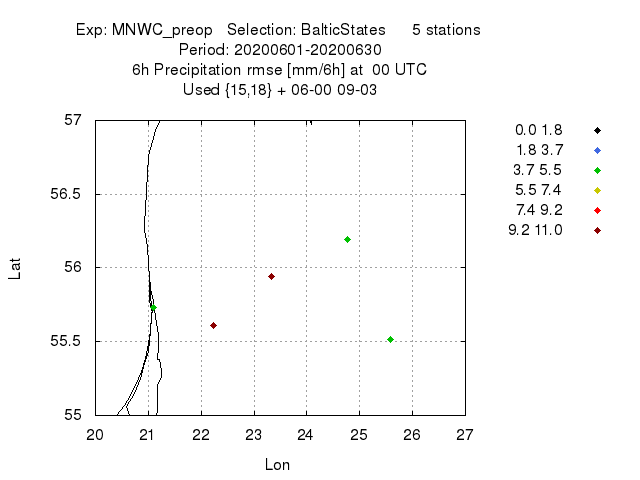 Exp: MNWC_preop   Selection: BalticStates      5 stations
Period: 20200601-20200630
6h Precipitation rmse [mm/6h] at  00 UTC
Used {15,18} + 06-00 09-03
57
56.5
56
55.5
55
Lat
20 21 22 23 24 25 26 27
Lon
0.0 1.8
1.8 3.7
3.7 5.5
5.5 7.4
7.4 9.2
9.2 11.0